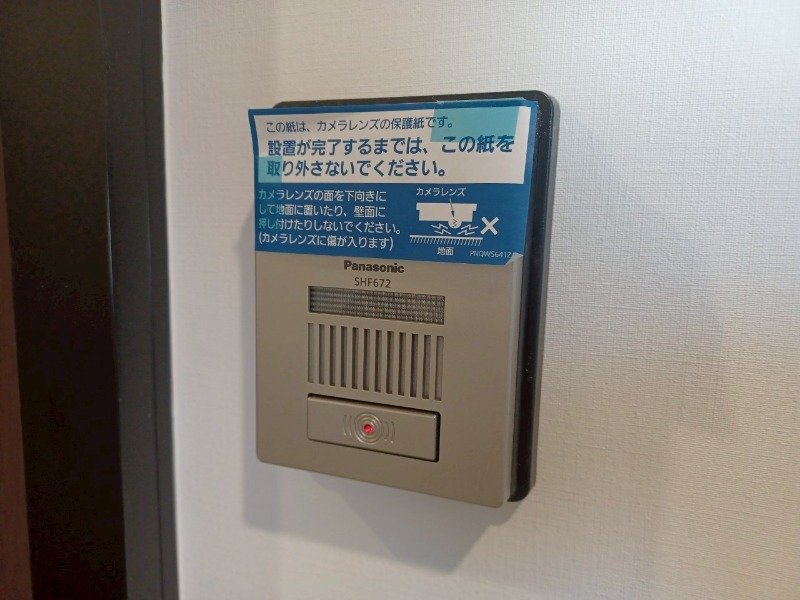 この紙は、カメラレンズの保護紙です。
設置が完了するまでは、この紙を
取り外さないでください。
カメラレンズの面を下向きに
して地面に置いたり、壁面に
押し付けたりしないでください。
(カメラレンズに傷が入ります)
カメラレンズ
地面
PNQW5641Z
Panasonic
SHF672